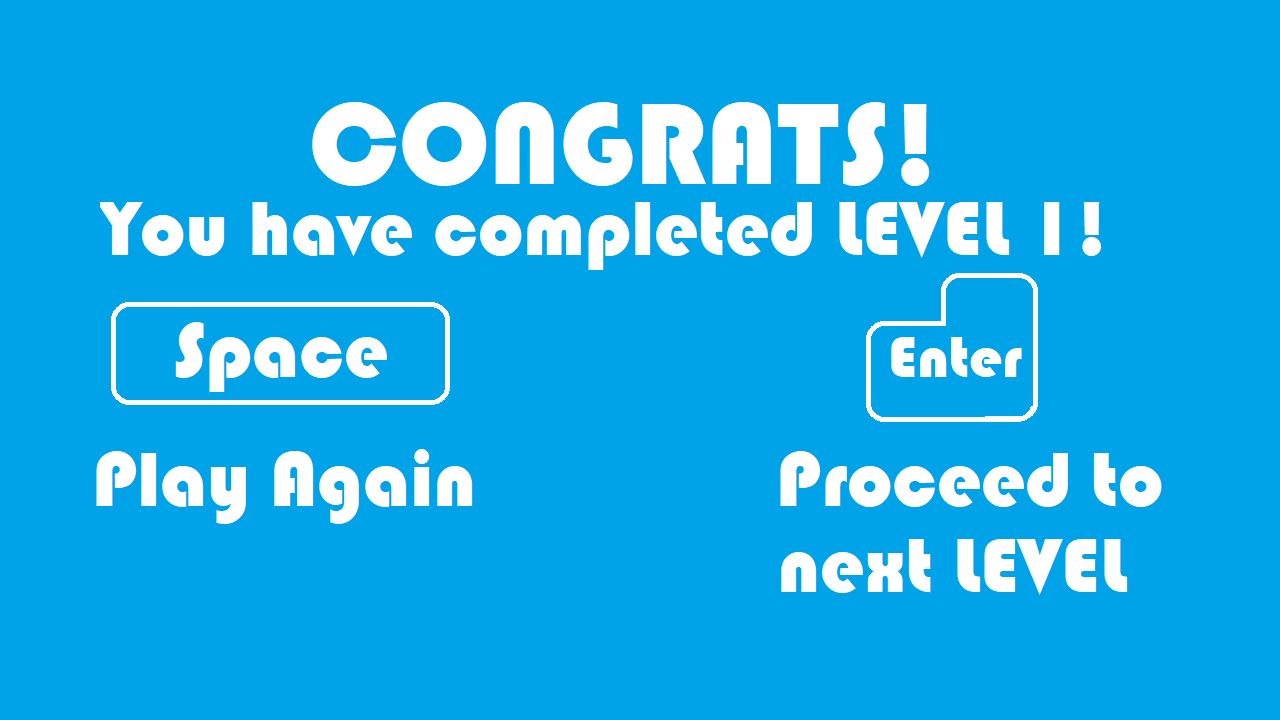 CONGRATS!
You have completed LEVEL 1!
Space
Enter
Play Again
Proceed to
next LEVEL